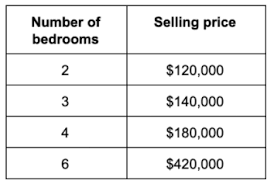 Number of bedrooms Selling price
2 $120,000
3 $140,000
4 $180,000
6 $420,000